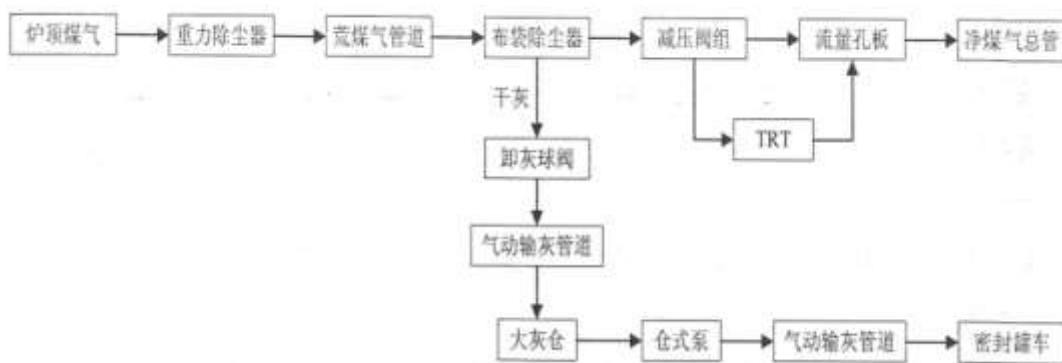 炉顶煤气
重力除尘器
荒煤气管道
布袋除尘器
减压阀组
流量孔板
净煤气总管
干灰
TRT
卸灰球阀
气动输灰管道
大灰仓
仓式泵
气动输灰管道
密封罐车